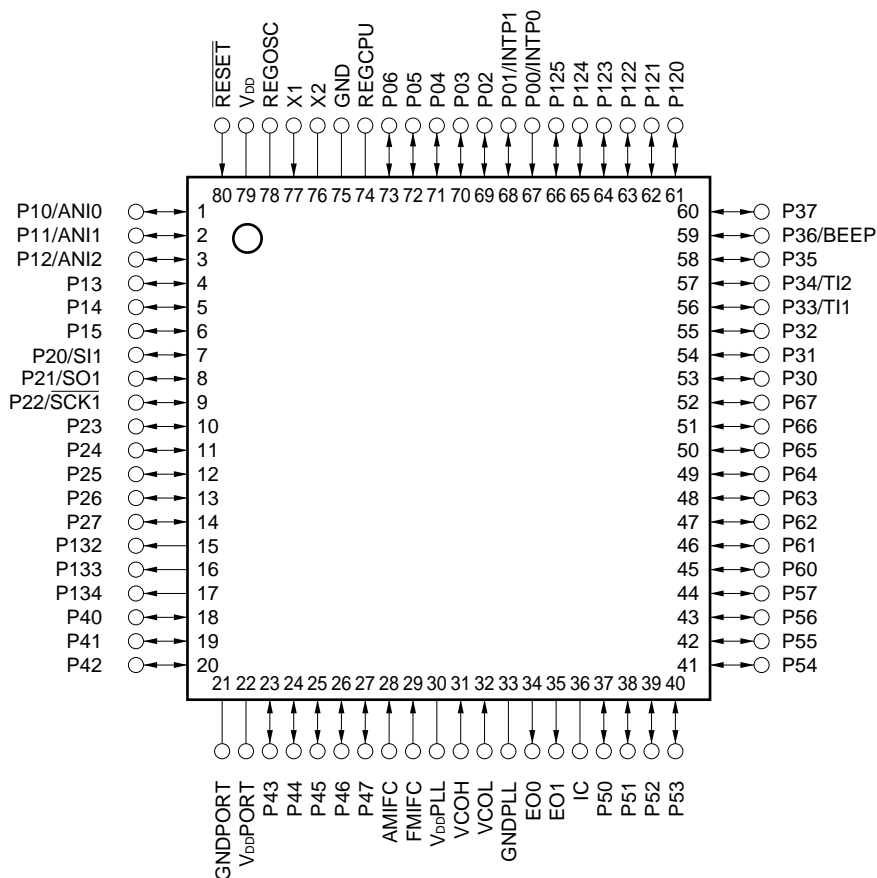 RESET
VDD
REGOSC
X1
X2
GND
REGCPU
P06
P05
P04
P03
P02
P01/INTP1
P00/INTP0
P125
P124
P123
P122
P121
P120
80 79 78 77 76 75 74 73 72 71 70 69 68 67 66 65 64 63 62 61
P10/ANI0 1 60 P37
P11/ANI1 2 59 P36/BEEP
P12/ANI2 3 58 P35
P13 4 57 P34/TI2
P14 5 56 P33/TI1
P15 6 55 P32
P20/SI1 7 54 P31
P21/SO1 8 53 P30
P22/SCK1 9 52 P67
P23 10 51 P66
P24 11 50 P65
P25 12 49 P64
P26 13 48 P63
P27 14 47 P62
P132 15 46 P61
P133 16 45 P60
P134 17 44 P57
P40 18 43 P56
P41 19 42 P55
P42 20 41 P54
21 22 23 24 25 26 27 28 29 30 31 32 33 34 35 36 37 38 39 40
GNDPORT
VDDPORT
P43
P44
P45
P46
P47
AMIFC
FMIFC
VDDPLL
VCOH
VCOL
GNDPLL
EO0
EO1
IC
P50
P51
P52
P53